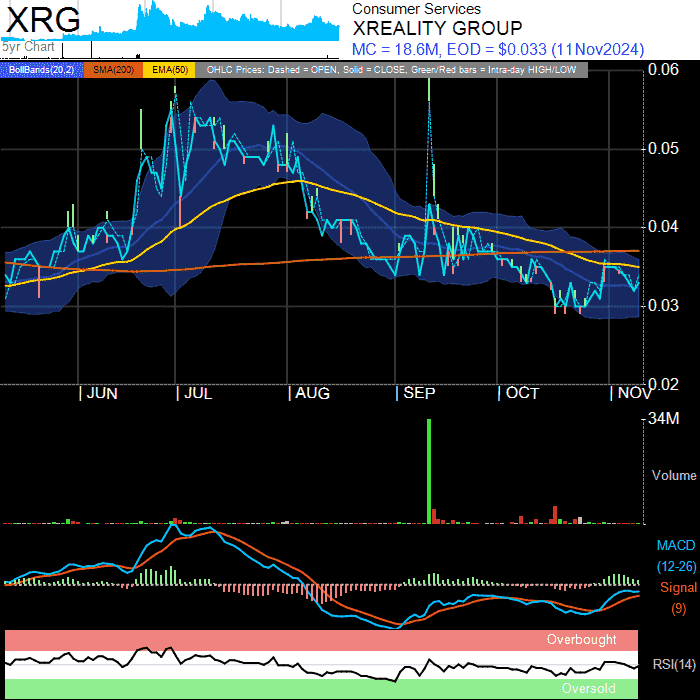 XRG
Consumer Services
XREALITY GROUP
MC = 18.6M, EOD = $0.033 (11Nov2024)
5yr Chart
BollBands(20,2) SMA(200) EMA(50) OHLC Prices: Dashed = OPEN, Solid = CLOSE, Green/Red bars = Intra-day HIGH/LOW
0.06
0.05
0.04
0.03
0.02
JUN JUL AUG SEP OCT NOV
34M
Volume
MACD
(12-26)
Signal
(9)
Overbought
RSI(14)
Oversold